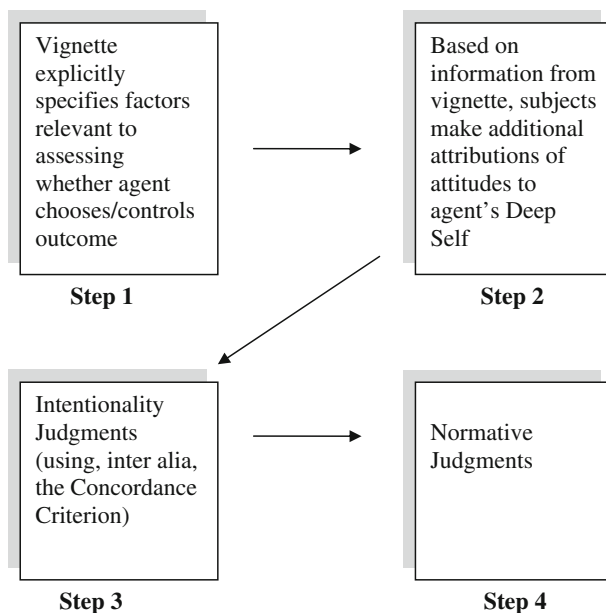 Vignette
explicitly
specifies factors
relevant to
assessing
whether agent
chooses/controls
outcome
Step 1
Based on
information from
vignette, subjects
make additional
attributions of
attitudes to
agent's Deep
Self
Step 2
Intentionality
Judgments
(using, inter alia,
the Concordance
Criterion)
Step 3
Normative
Judgments
Step 4